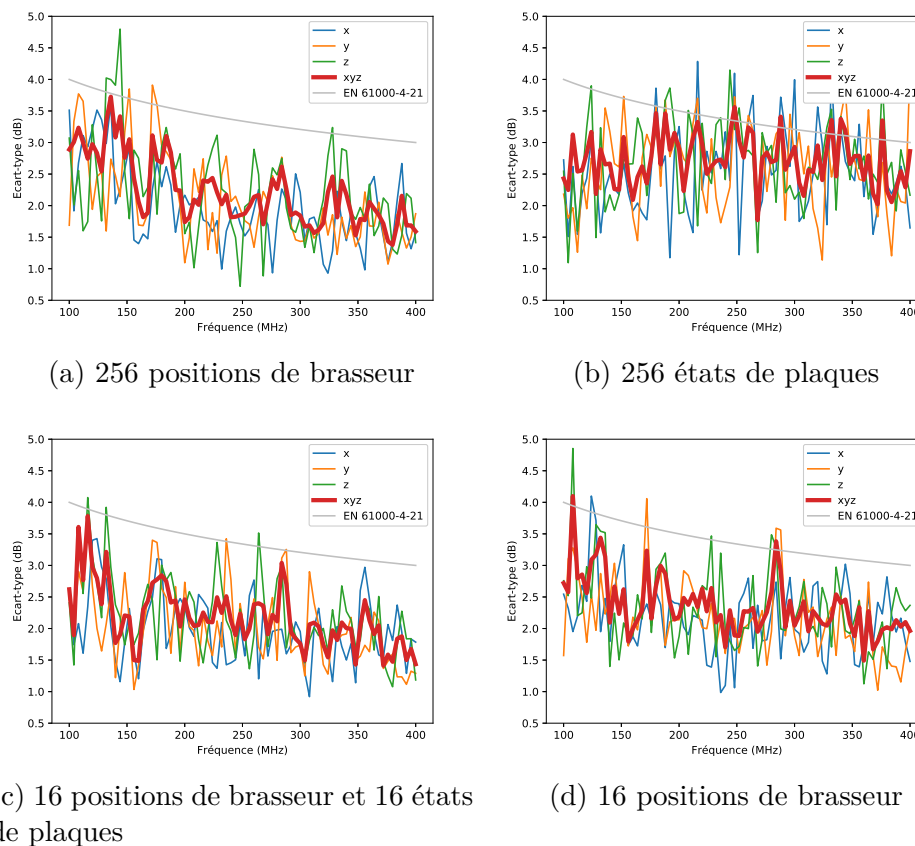 5.0
4.5
4.0
3.5
3.0
2.5
2.0
1.5
1.0
0.5
Ecart-type (dB)
100 150 200 250 300 350 400
Fréquence (MHz)
x
y
z
xyz
EN 61000-4-21
(a) 256 positions de brasseur
5.0
4.5
4.0
3.5
3.0
2.5
2.0
1.5
1.0
0.5
Ecart-type (dB)
100 150 200 250 300 350 400
Fréquence (MHz)
x
y
z
xyz
EN 61000-4-21
(b) 256 états de plaques
5.0
4.5
4.0
3.5
3.0
2.5
2.0
1.5
1.0
0.5
Ecart-type (dB)
100 150 200 250 300 350 400
Fréquence (MHz)
x
y
z
xyz
EN 61000-4-21
c) 16 positions de brasseur et 16 états
de plaques
5.0
4.5
4.0
3.5
3.0
2.5
2.0
1.5
1.0
0.5
Ecart-type (dB)
100 150 200 250 300 350 400
Fréquence (MHz)
x
y
z
xyz
EN 61000-4-21
(d) 16 positions de brasseur